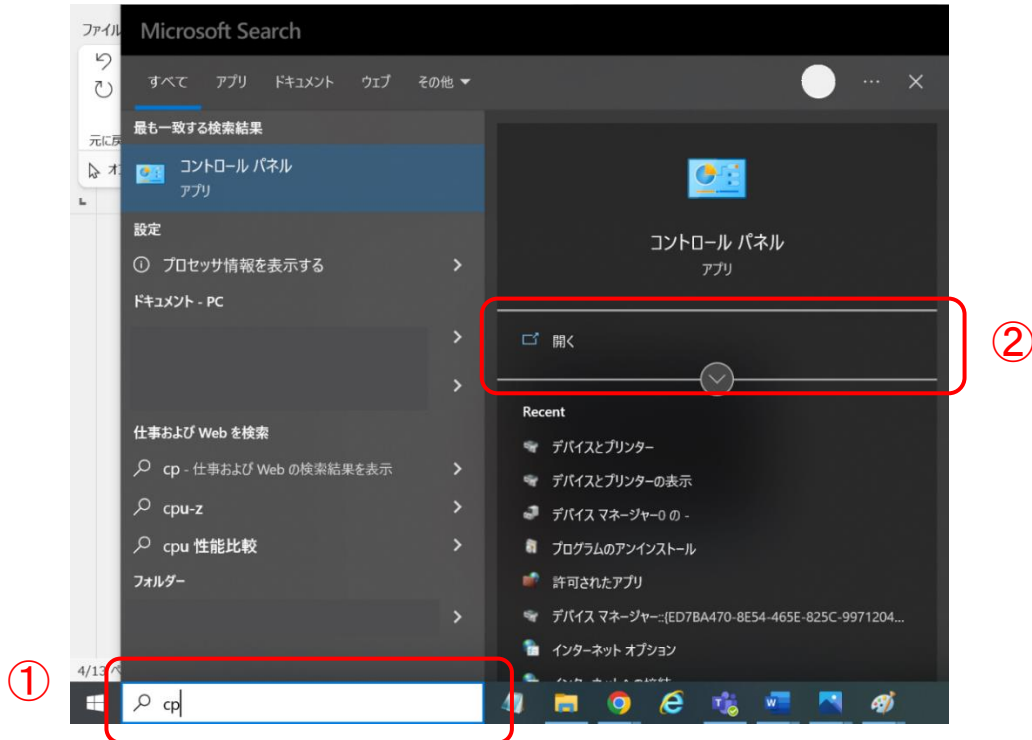 ファイル
Microsoft Search
すべて アプリ ドキュメント ウェブ その他
元に戻
最も一致する検索結果
コントロール パネル
アプリ
設定
プロセッサ情報を表示する
ドキュメント - PC
仕事および Web を検索
cp - 仕事および Web の検索結果を表示
cpu-z
cpu 性能比較
フォルダー
コントロール パネル
アプリ
開く
②
Recent
デバイスとプリンター
デバイスとプリンターの表示
デバイス マネージャー0 の -
プログラムのアンインストール
許可されたアプリ
デバイス マネージャー::{ED7BA470-8E54-465E-825C-9971204...
インターネット オプション
4/13
①
cp